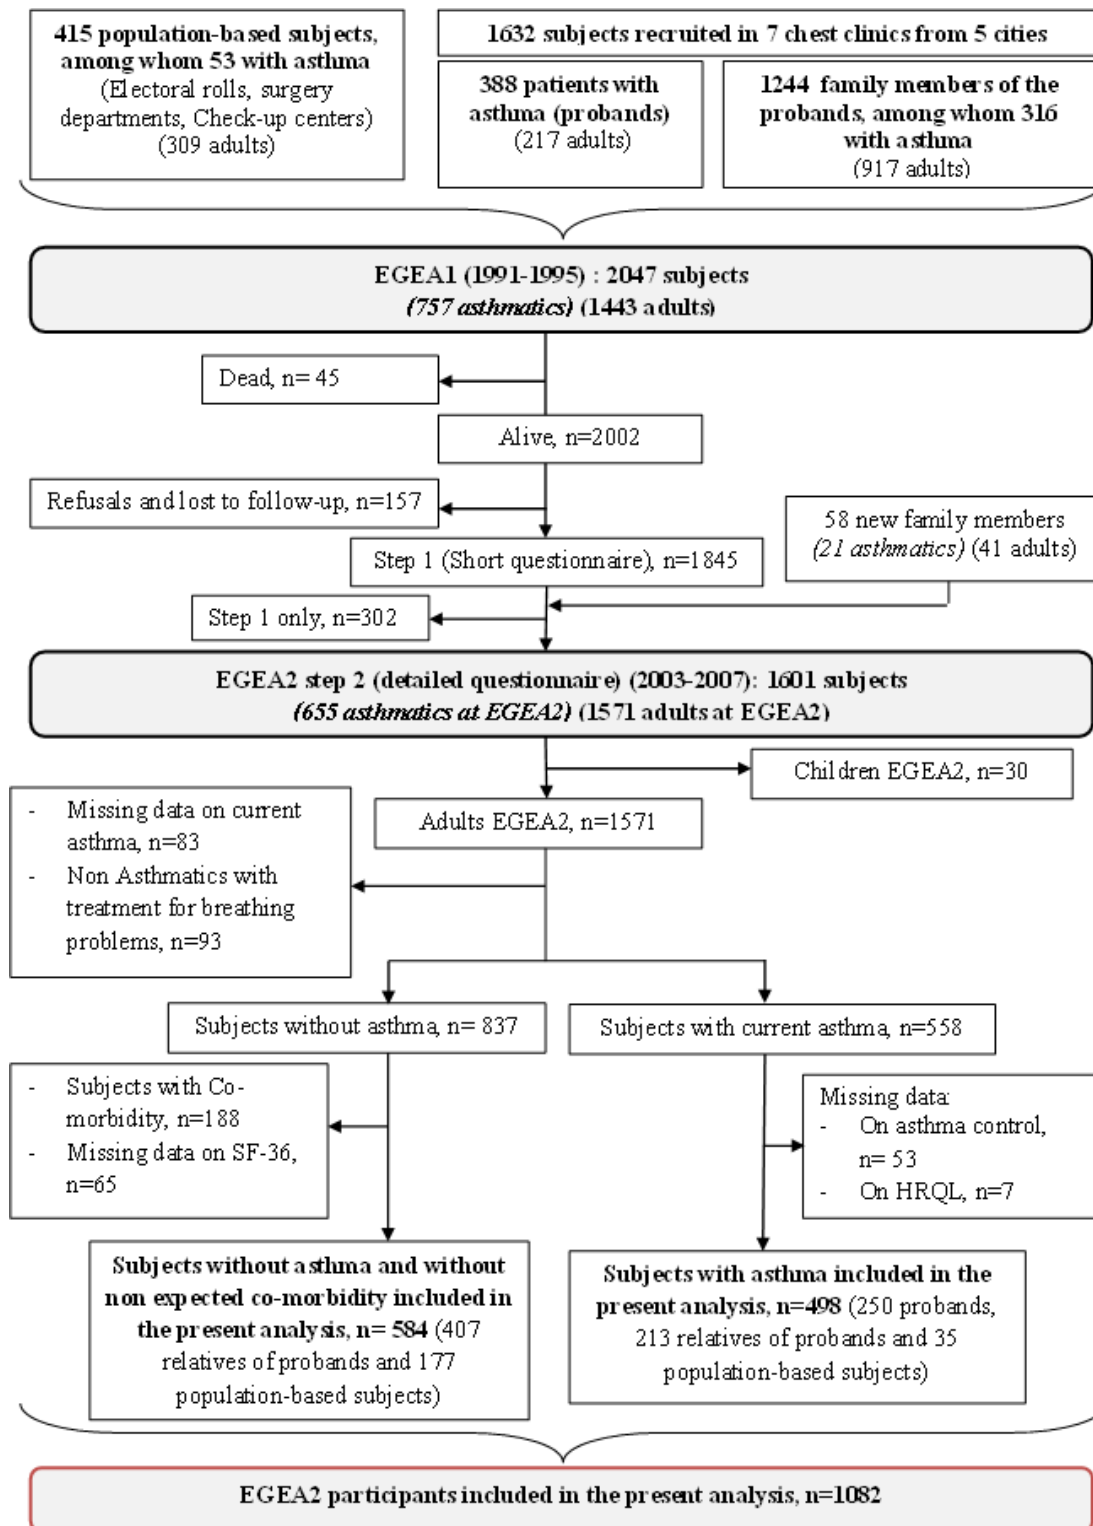 415 population-based subjects,
among whom 53 with asthma
(Electoral rolls, surgery
departments, Check-up centers)
(309 adults)
1632 subjects recruited in 7 chest clinics from 5 cities
388 patients with
asthma (probands)
(217 adults)
1244 family members of the
probands, among whom 316
with asthma
(917 adults)
EGEA1 (1991-1995) : 2047 subjects
(757 asthmatics) (1443 adults)
Dead, n= 45
Alive, n=2002
Refusals and lost to follow-up, n=157
58 new family members
(21 asthmatics) (41 adults)
Step 1 (Short questionnaire), n=1845
Step 1 only, n=302
EGEA2 step 2 (detailed questionnaire) (2003-2007): 1601 subjects
(655 asthmatics at EGEA2) (1571 adults at EGEA2)
Children EGEA2, n=30
Adults EGEA2, n=1571
- Missing data on current
asthma, n=83
- Non Asthmatics with
treatment for breathing
problems, n=93
Subjects without asthma, n= 837
Subjects with current asthma, n=558
- Subjects with Co-
morbidity, n=188
- Missing data on SF-36,
n=65
Missing data:
- On asthma control,
n= 53
- On HRQL, n=7
Subjects without asthma and without
non expected co-morbidity included in
the present analysis, n= 584 (407
relatives of probands and 177
population-based subjects)
Subjects with asthma included in the
present analysis, n=498 (250 probands,
213 relatives of probands and 35
population-based subjects)
EGEA2 participants included in the present analysis, n=1082